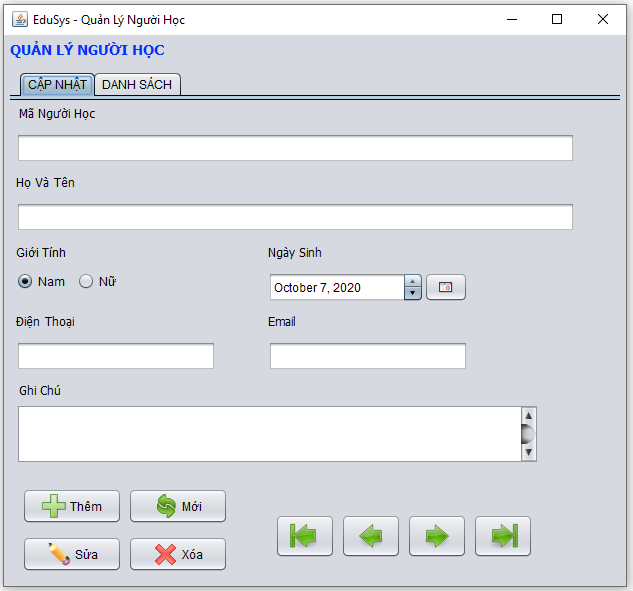 EduSys - Quản Lý Người Học
QUẢN LÝ NGƯỜI HỌC
CẬP NHẬT DANH SÁCH
Mã Người Học
Họ Và Tên
Giới Tính Ngày Sinh
Nam Nữ October 7, 2020
Điện Thoại Email
Ghi Chú
Thêm Mới
Sửa Xóa